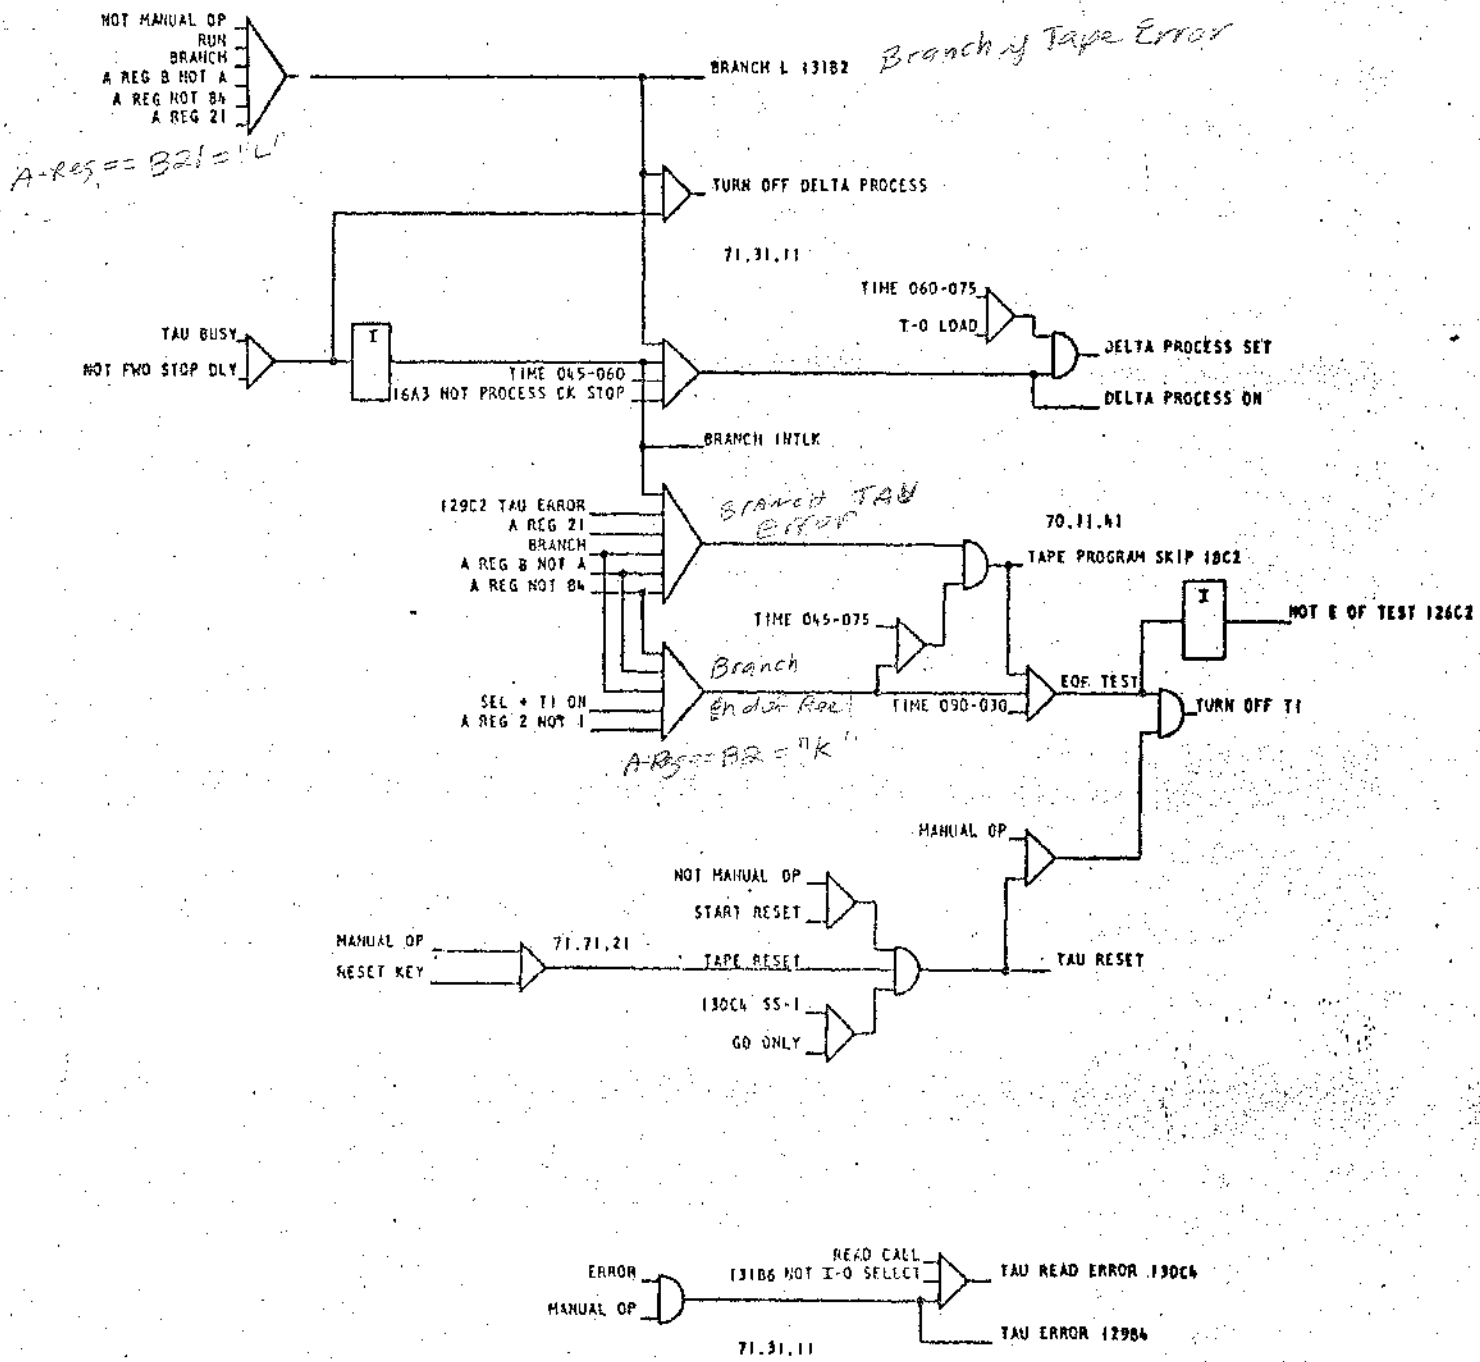 NOT MANUAL OP
RUN
BRANCH
A REG B NOT A
A REG NOT 84
A REG 21
BRANCH L 131B2
Branch if Tape Error
A-Reg == B21 = "L"
TURN OFF DELTA PROCESS
71.31.11
TIME 060-075
T-O LOAD
TAU BUSY
NOT FWD STOP DLY
I
TIME 045-060
16A3 NOT PROCESS CK STOP
DELTA PROCESS SET
DELTA PROCESS ON
BRANCH INTLK
129C2 TAU ERROR
A REG 21
BRANCH
A REG B NOT A
A REG NOT 84
Branch TAU
Error
70.11.41
TAPE PROGRAM SKIP 18C2
I
NOT E OF TEST 126C2
TIME 045-075
Branch
End of Rec
SEL + TI ON
A REG 2 NOT 1
A-Reg == B2 = "K"
TIME 090-030
EOF TEST
TURN OFF TI
MANUAL OP
NOT MANUAL OP
START RESET
MANUAL OP
RESET KEY
71.71.21
TAPE RESET
TAU RESET
130C4 SS-1
GO ONLY
READ CALL
131B6 NOT I-O SELECT
TAU READ ERROR 130C4
ERROR
MANUAL OP
TAU ERROR 129B4
71.31.11